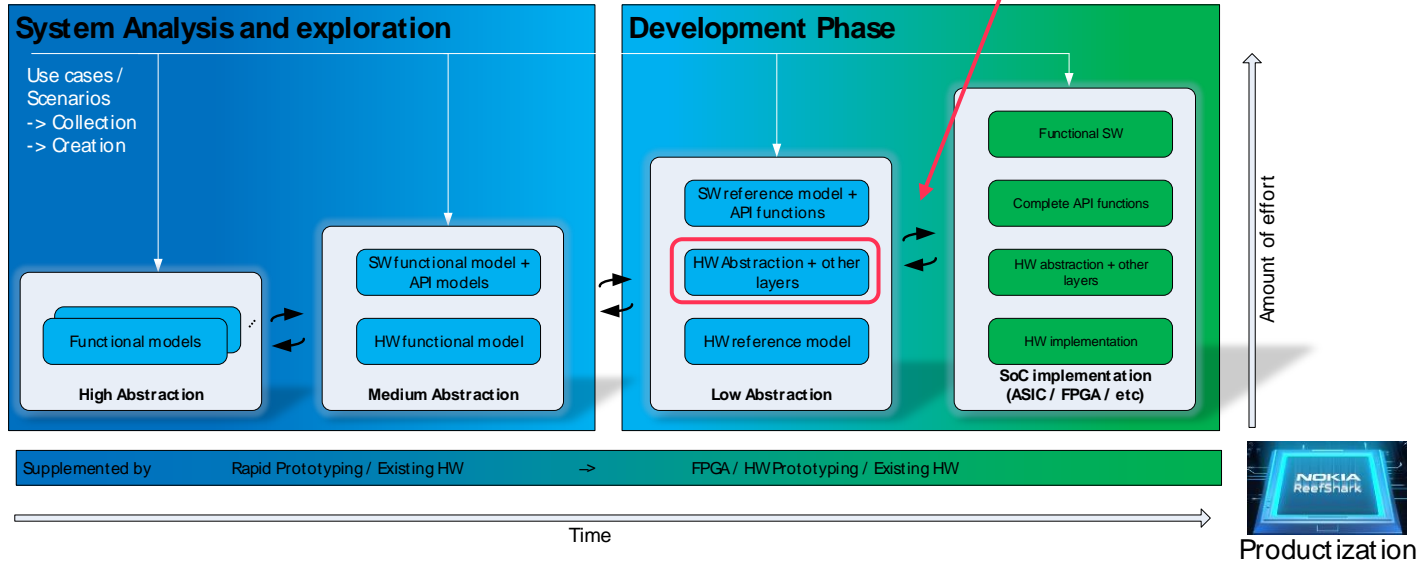 System Analysis and exploration
Development Phase
Use cases /
Scenarios
-> Collection
-> Creation
Functional models
High Abstraction
SW functional model +
API models
HW functional model
Medium Abstraction
SW reference model +
API functions
HW Abstraction + other
layers
HW reference model
Low Abstraction
Functional SW
Complete API functions
HW abstraction + other
layers
HW implementation
SoC implementation
(ASIC / FPGA / etc)
Amount of effort
Supplemented by Rapid Prototyping / Existing HW –> FPGA / HW Prototyping / Existing HW
Time
NOKIA
ReefShark
Productization